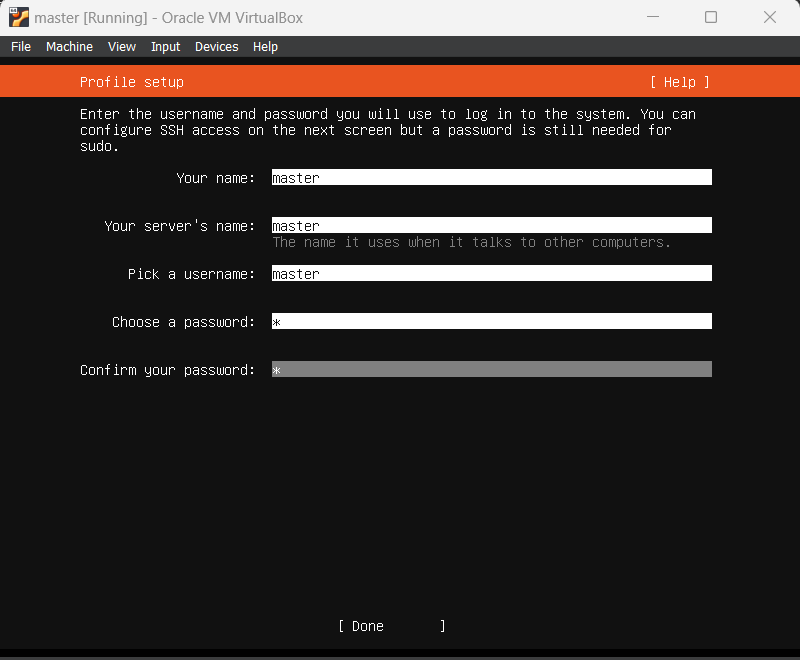 master [Running] - Oracle VM VirtualBox
File Machine View Input Devices Help
Profile setup [ Help ]
Enter the username and password you will use to log in to the system. You can
configure SSH access on the next screen but a password is still needed for
sudo.
Your name: master
Your server's name: master
The name it uses when it talks to other computers.
Pick a username: master
Choose a password: *
Confirm your password: *
[ Done ]